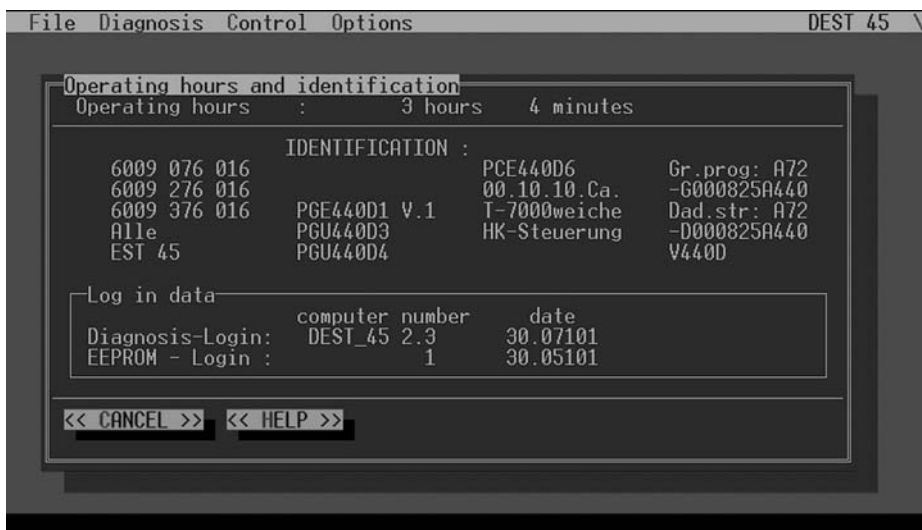 File Diagnosis Control Options DEST 45
Operating hours and identification
Operating hours : 3 hours 4 minutes
IDENTIFICATION :
6009 076 016 PCE440D6 Gr.prog: A72
6009 276 016 00.10.10.Ca. -G000825A440
6009 376 016 PGE440D1 V.1 T-7000weiche Dad.str: A72
Alle PGU440D3 HK-Steuerung -D000825A440
EST 45 PGU440D4 V440D
Log in data
computer number date
Diagnosis-Login: DEST_45 2.3 30.07101
EEPROM - Login : 1 30.05101
<< CANCEL >> << HELP >>